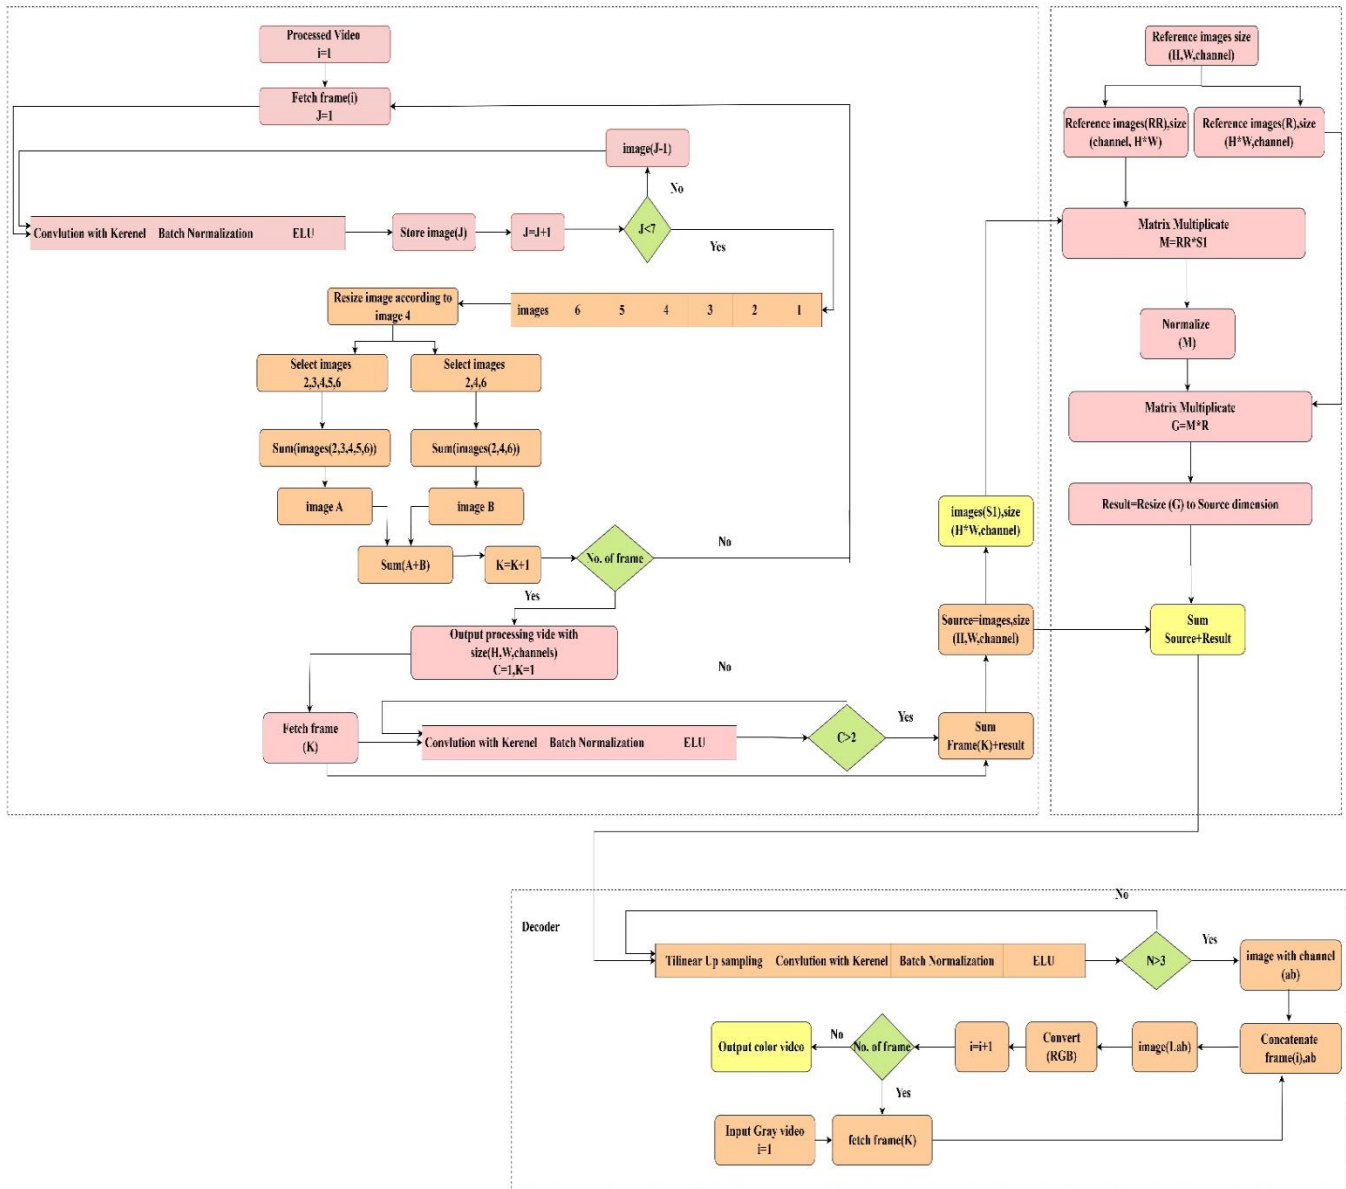 Processed Video
i=1
Fetch frame(i)
J=1
image(J-1)
No
Convlution with Kerenel Batch Normalization ELU
Store image(J)
J=J+1
J<7
Yes
Resize image according to
image 4
images 6 5 4 3 2 1
Select images
2,3,4,5,6
Select images
2,4,6
Sum(images(2,3,4,5,6))
Sum(images(2,4,6))
image A
image B
Sum(A+B)
K=K+1
No. of frame
No
Yes
Output processing vide with
size(H,W,channels)
C=1,K=1
No
Fetch frame
(K)
Convlution with Kerenel Batch Normalization ELU
C>2
Yes
Sum
Frame(K)+result
Source=images,size
(H,W,channel)
images(S1),size
(H*W,channel)
Reference images size
(H,W,channel)
Reference images(RR),size
(channel, H*W)
Reference images(R),size
(H*W,channel)
Matrix Multiplicate
M=RR*S1
Normalize
(M)
Matrix Multiplicate
G=M*R
Result=Resize (G) to Source dimension
Sum
Source+Result
Decoder
No
Tilinear Up sampling Convlution with Kerenel Batch Normalization ELU
N>3
Yes
image with channel
(ab)
Output color video
No
No. of frame
i=i+1
Convert
(RGB)
image(Lab)
Concatenate
frame(i),ab
Yes
Input Gray video
i=1
fetch frame(K)